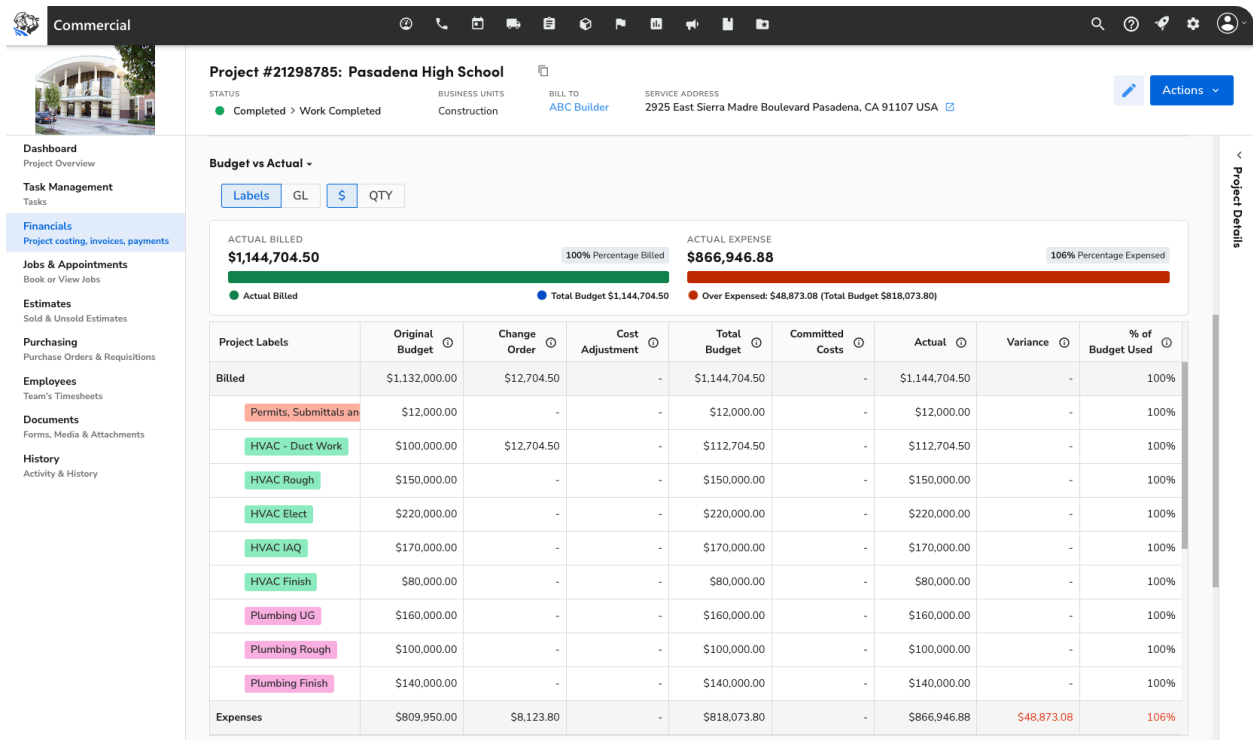 Commercial
Project #21298785: Pasadena High School
STATUS
BUSINESS UNITS
BILL TO
SERVICE ADDRESS
Completed > Work Completed
Construction
ABC Builder
2925 East Sierra Madre Boulevard Pasadena, CA 91107 USA
Actions
Dashboard
Project Overview
Task Management
Tasks
Financials
Project costing, invoices, payments
Jobs & Appointments
Book or View Jobs
Estimates
Sold & Unsold Estimates
Purchasing
Purchase Orders & Requisitions
Employees
Team's Timesheets
Documents
Forms, Media & Attachments
History
Activity & History
Project Details
Budget vs Actual
Labels GL $ QTY
ACTUAL BILLED
$1,144,704.50
100% Percentage Billed
Actual Billed
Total Budget $1,144,704.50
ACTUAL EXPENSE
$866,946.88
106% Percentage Expensed
Over Expensed: $48,873.08 (Total Budget $818,073.80)
Project Labels
Original
Budget
Change
Order
Cost
Adjustment
Total
Budget
Committed
Costs
Actual
Variance
% of
Budget Used
Billed $1,132,000.00 $12,704.50 - $1,144,704.50 - $1,144,704.50 - 100%
Permits, Submittals an $12,000.00 - - $12,000.00 - $12,000.00 - 100%
HVAC - Duct Work $100,000.00 $12,704.50 - $112,704.50 - $112,704.50 - 100%
HVAC Rough $150,000.00 - - $150,000.00 - $150,000.00 - 100%
HVAC Elect $220,000.00 - - $220,000.00 - $220,000.00 - 100%
HVAC IAQ $170,000.00 - - $170,000.00 - $170,000.00 - 100%
HVAC Finish $80,000.00 - - $80,000.00 - $80,000.00 - 100%
Plumbing UG $160,000.00 - - $160,000.00 - $160,000.00 - 100%
Plumbing Rough $100,000.00 - - $100,000.00 - $100,000.00 - 100%
Plumbing Finish $140,000.00 - - $140,000.00 - $140,000.00 - 100%
Expenses $809,950.00 $8,123.80 - $818,073.80 - $866,946.88 $48,873.08 106%